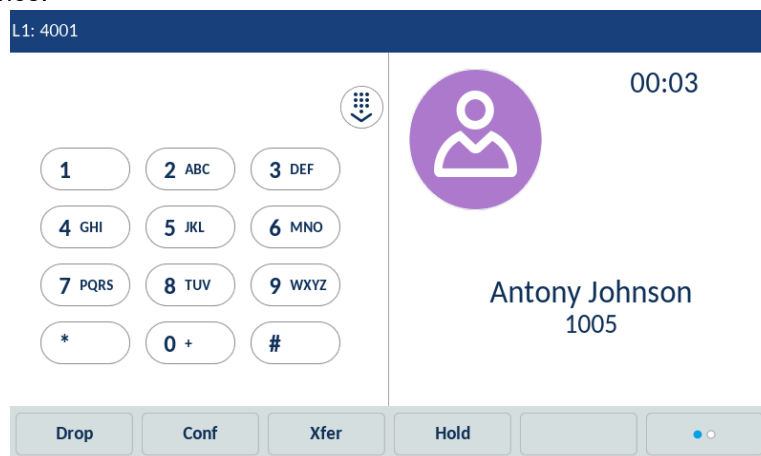 L1: 4001
00:03
1
2 ABC
3 DEF
4 GHI
5 JKL
6 MNO
7 PQRS
8 TUV
9 WXYZ
*
0 +
#
Antony Johnson
1005
Drop
Conf
Xfer
Hold